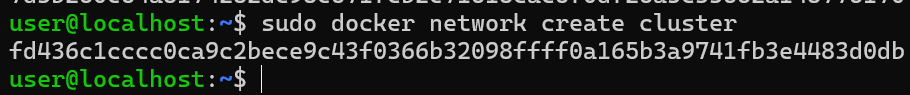 user@localhost:~$ sudo docker network create cluster
fd436c1cccc0ca9c2bece9c43f0366b32098ffff0a165b3a9741fb3e4483d0db
user@localhost:~$